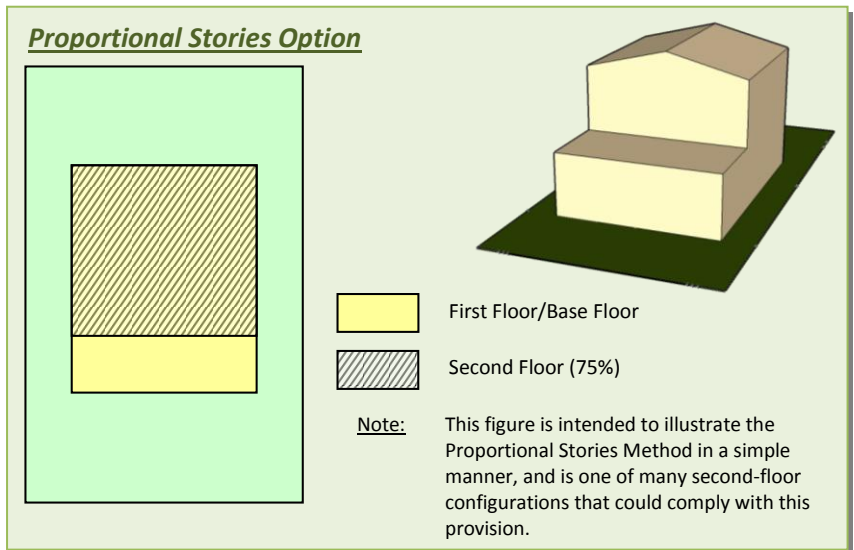 Proportional Stories Option
First Floor/Base Floor
Second Floor (75%)
Note: This figure is intended to illustrate the
Proportional Stories Method in a simple
manner, and is one of many second-floor
configurations that could comply with this
provision.